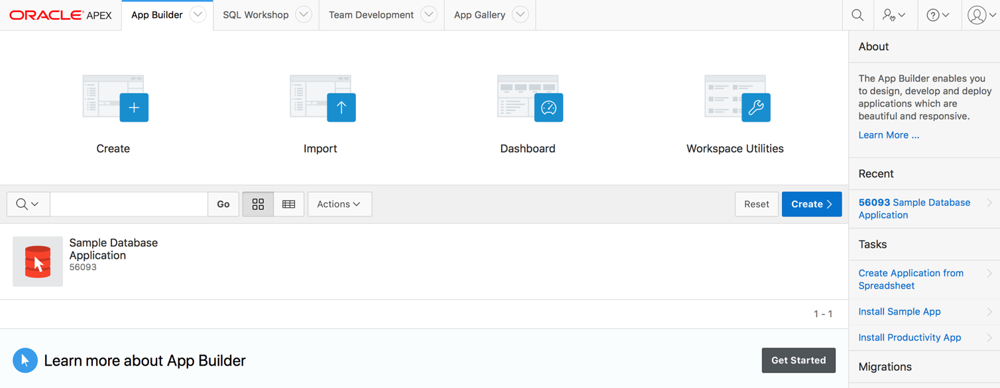 ORACLE APEX
App Builder
SQL Workshop
Team Development
App Gallery
Create
Import
Dashboard
Workspace Utilities
Go
Actions
Reset
Create
Sample Database
Application
56093
1 - 1
Learn more about App Builder
Get Started
About
The App Builder enables you
to design, develop and deploy
applications which are
beautiful and responsive.
Learn More ...
Recent
56093 Sample Database
Application
Tasks
Create Application from
Spreadsheet
Install Sample App
Install Productivity App
Migrations